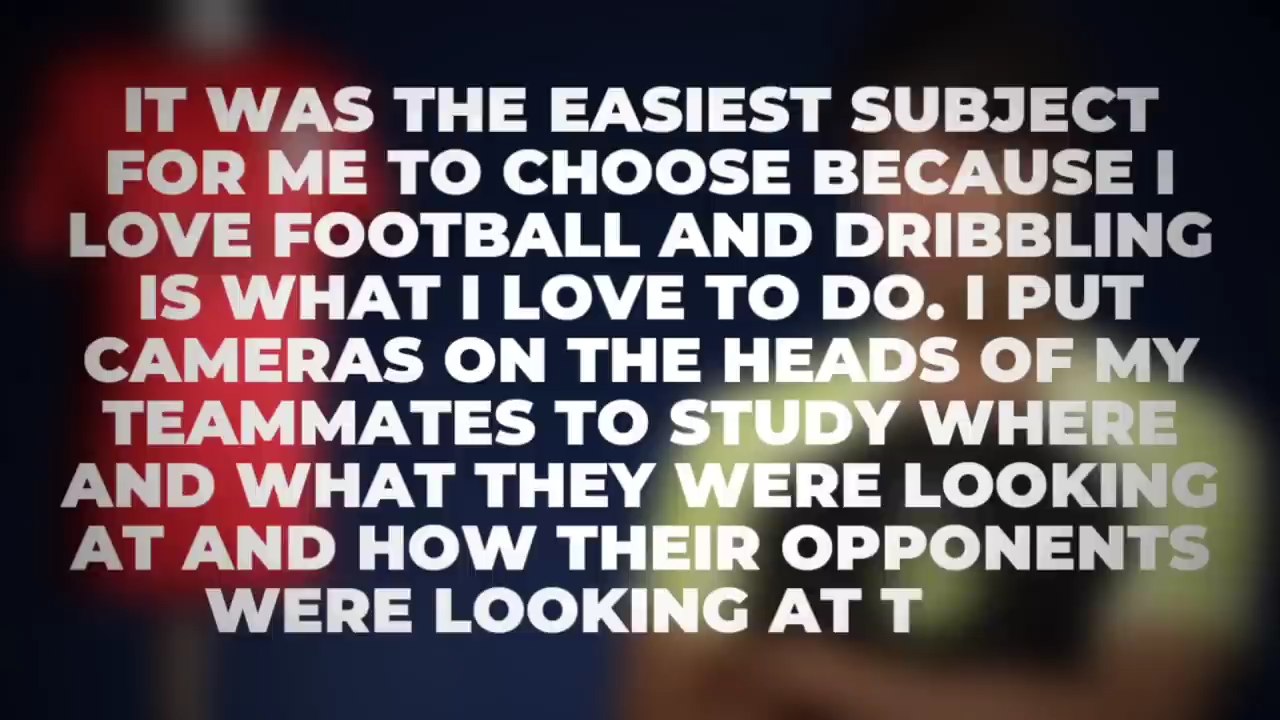 IT WAS THE EASIEST SUBJECT
FOR ME TO CHOOSE BECAUSE I
LOVE FOOTBALL AND DRIBBLING
IS WHAT I LOVE TO DO. I PUT
CAMERAS ON THE HEADS OF MY
TEAMMATES TO STUDY WHERE
AND WHAT THEY WERE LOOKING
AT AND HOW THEIR OPPONENTS
WERE LOOKING AT T